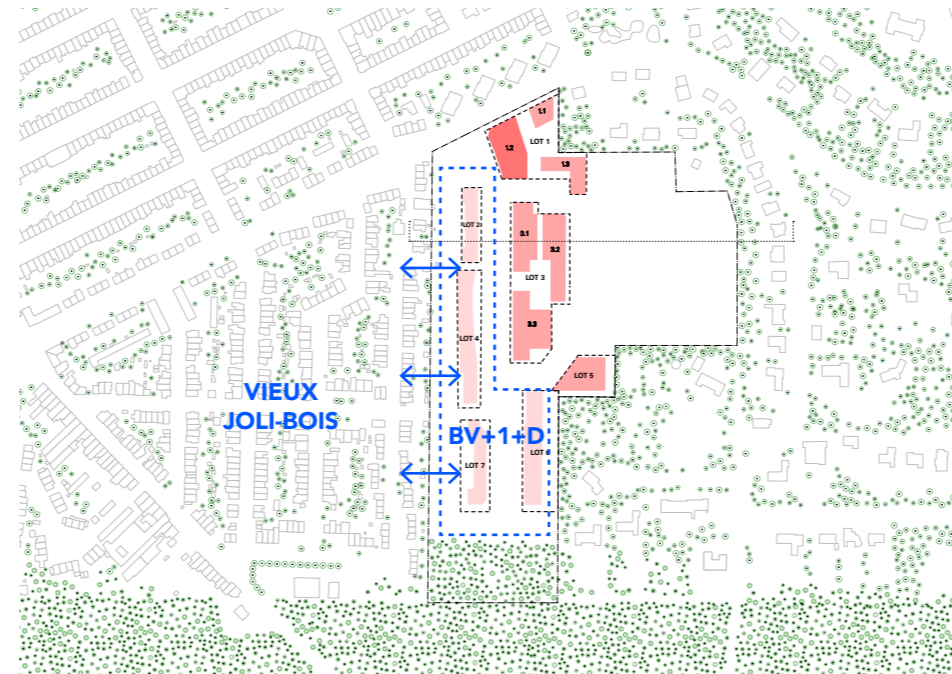 1.1
1.2
LOT 1
1.3
LOT 2
3.1
3.2
LOT 3
LOT 4
3.3
LOT 5
VIEUX
JOLI-BOIS
BV+1+D
LOT 6
LOT 7